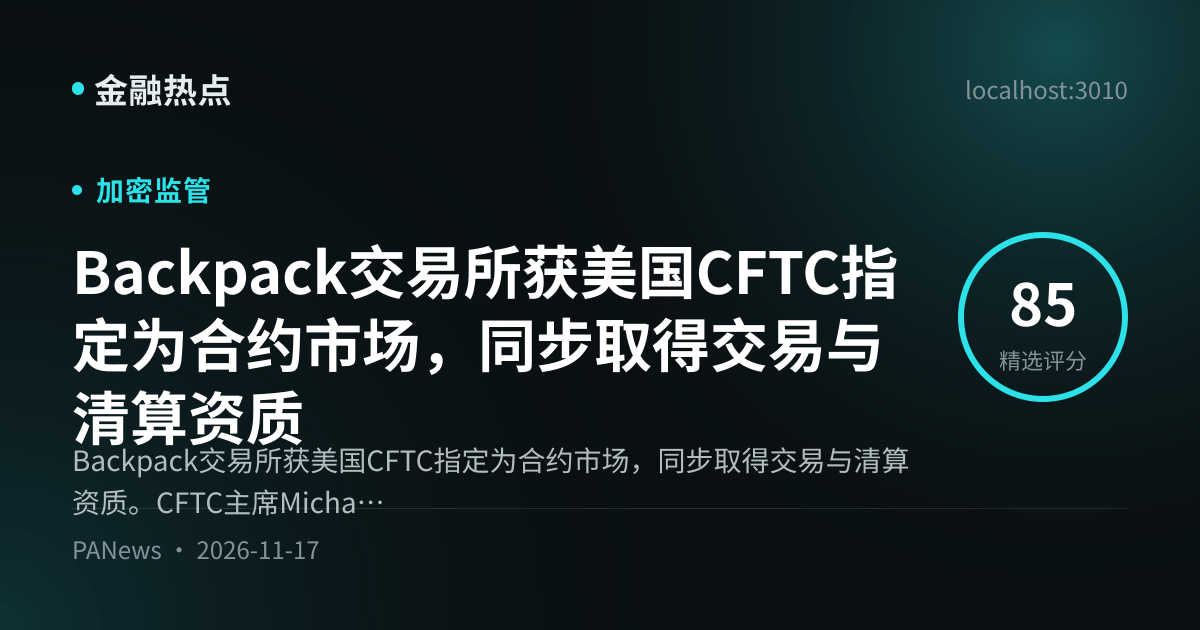 金融热点
localhost:3010
加密监管
Backpack交易所获美国CFTC指
定为合约市场，同步取得交易与
清算资质
85
精选评分
Backpack交易所获美国CFTC指定为合约市场，同步取得交易与清算
资质。CFTC主席Micha…
PANews • 2026-11-17